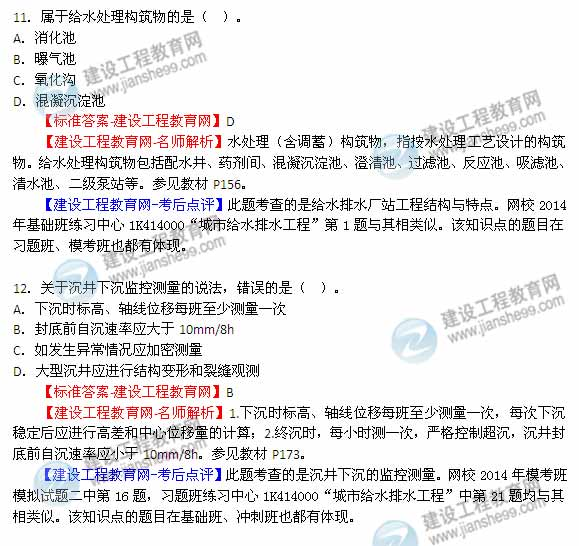 11. 属于给水处理构筑物的是（　）。
A. 消化池
B. 曝气池
C. 氧化沟
D. 混凝沉淀池
【标准答案-建设工程教育网】D
【建设工程教育网-名师解析】水处理（含调蓄）构筑物，指按水处理工艺设计的构筑
物。给水处理构筑物包括配水井、药剂间、混凝沉淀池、澄清池、过滤池、反应池、吸滤池、
清水池、二级泵站等。参见教材 P156。
【建设工程教育网-考后点评】此题考查的是给水排水厂站工程结构与特点。网校 2014
年基础班练习中心 1K414000“城市给水排水工程”第 1 题与其相类似。该知识点的题目在
习题班、模考班也都有体现。
12. 关于沉井下沉监控测量的说法，错误的是（　）。
A. 下沉时标高、轴线位移每班至少测量一次
B. 封底前自沉速率应大于 10mm/8h
C. 如发生异常情况应加密测量
D. 大型沉井应进行结构变形和裂缝观测
【标准答案-建设工程教育网】B
【建设工程教育网-名师解析】1.下沉时标高、轴线位移每班至少测量一次，每次下沉
稳定后应进行高差和中心位移量的计算；2.终沉时，每小时测一次，严格控制超沉，沉井封
底前自沉速率应小于 10mm/8h。参见教材 P173。
【建设工程教育网-考后点评】此题考查的是沉井下沉的监控测量。网校 2014 年模考班
模拟试题二中第 16 题，习题班练习中心 1K414000“城市给水排水工程”中第 21 题均与其
相类似。该知识点的题目在基础班、冲刺班也都有体现。
建设工程教育网
www.jianshe99.com
建设工程教育网
www.jianshe99.com
建设工程教育网
www.jianshe99.com
建设工程教育网
www.jianshe99.com
建设工程教育网
www.jianshe99.com